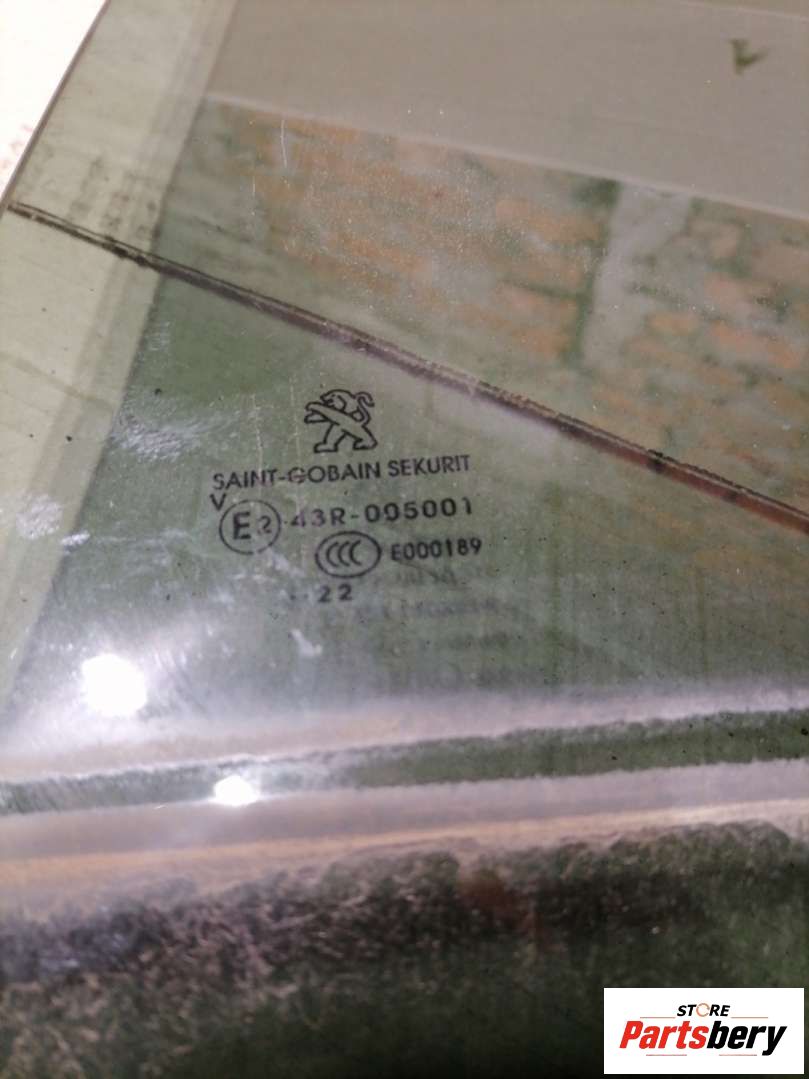 SAINT-GOBAIN SEKURIT
V
E2 43R-005001
CCC E000189
22
STORE
Partsbery